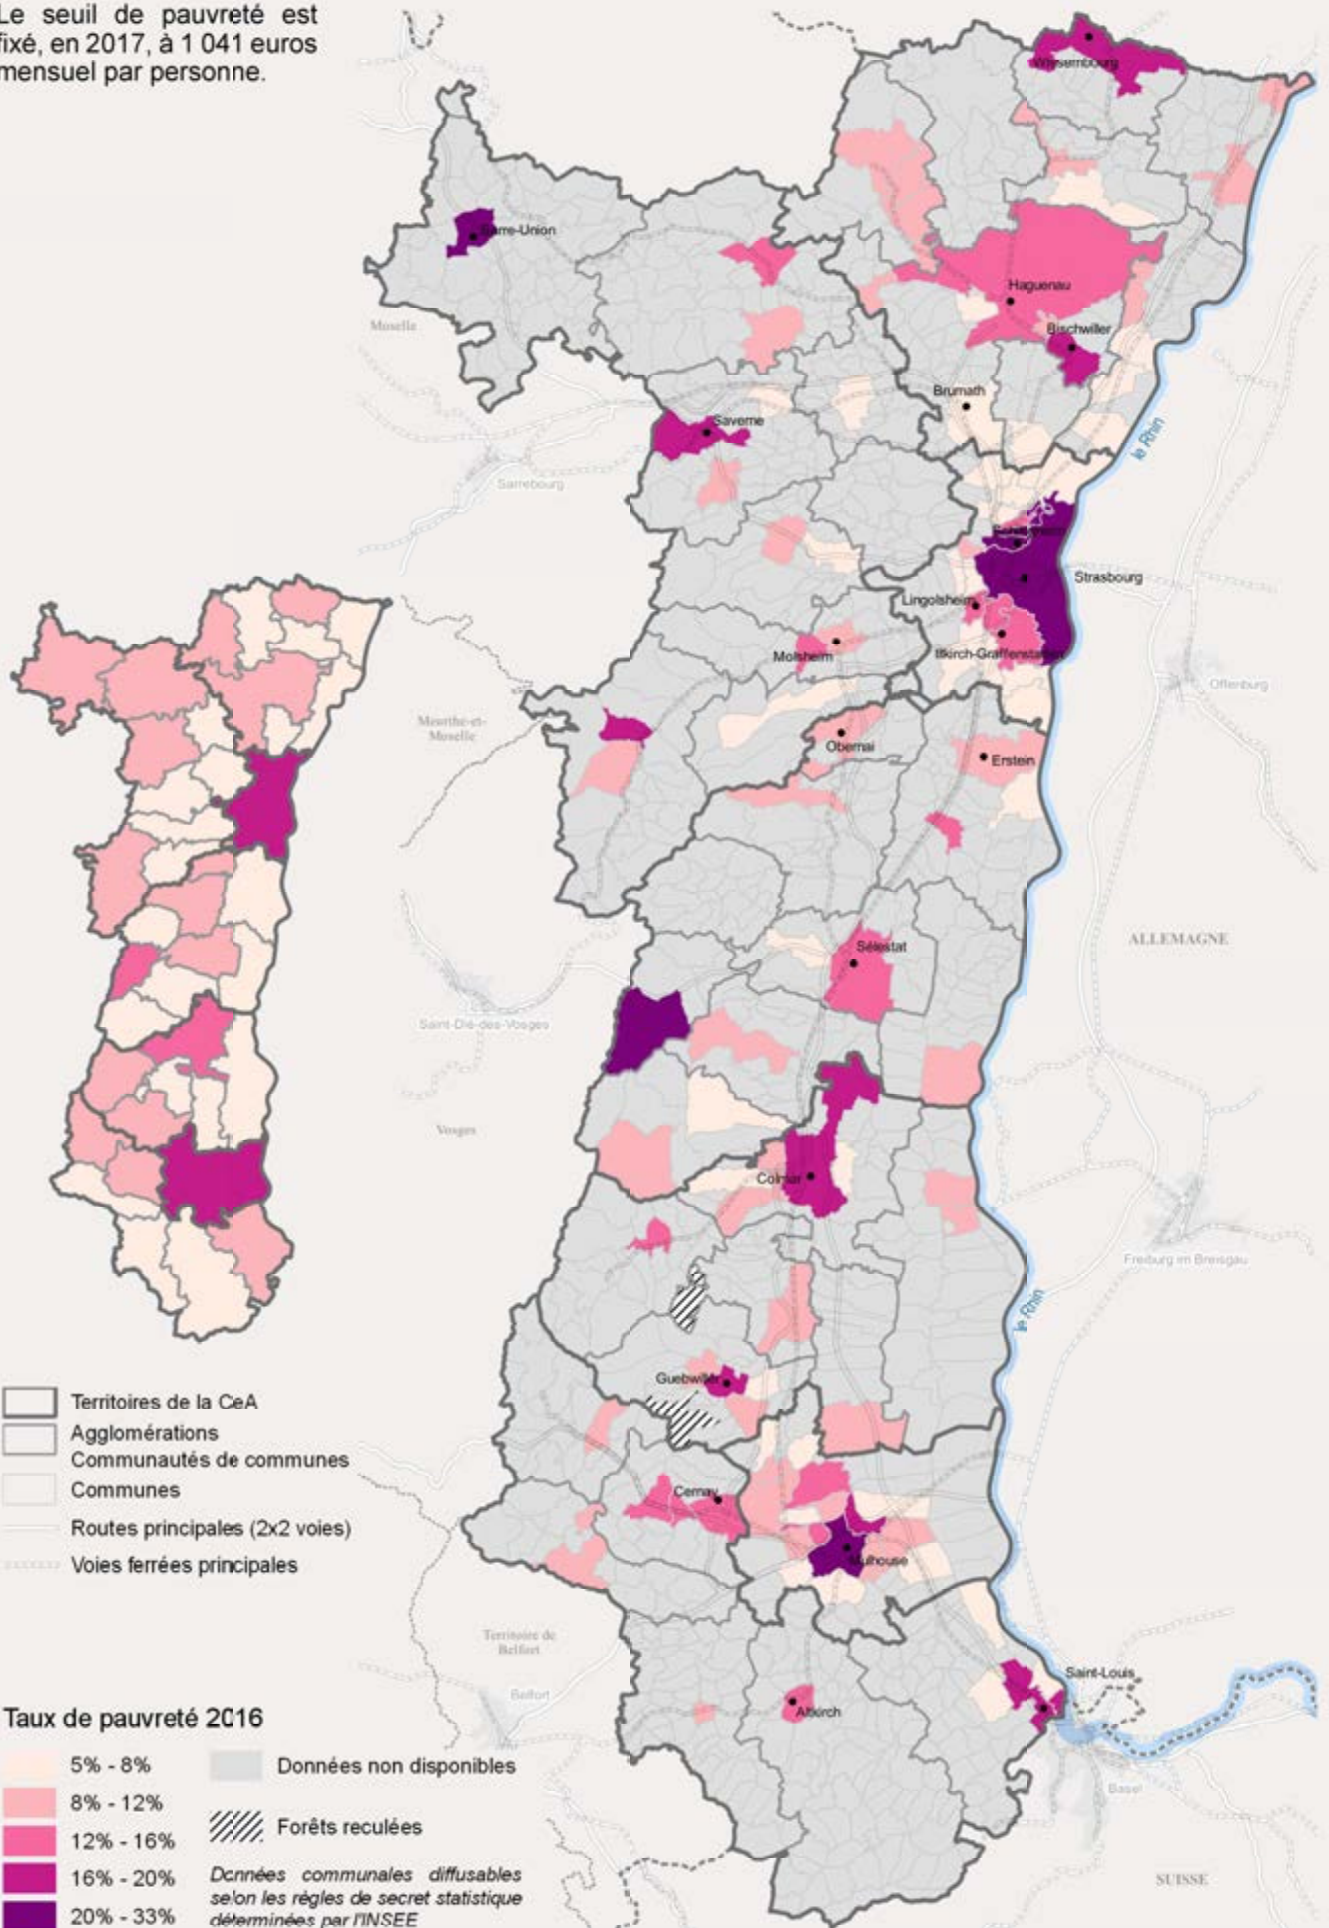 Le seuil de pauvreté est
fixé, en 2017, à 1 041 euros
mensuel par personne.
Wissembourg
Sarre-Union
Haguenau
Moselle
Bischwiller
Brumath
Saverne
le Rhin
Sarrebourg
Schiltigheim
Strasbourg
Lingolsheim
Molsheim
Illkirch-Graffenstaden
Offenburg
Meurthe-et-
Moselle
Obernai
Erstein
ALLEMAGNE
Sélestat
Saint-Dié-des-Vosges
Vosges
Colmar
Freiburg im Breisgau
le Rhin
Guebwiller
Territoires de la CeA
Agglomérations
Communautés de communes
Communes
Routes principales (2x2 voies)
Voies ferrées principales
Cernay
Mulhouse
Territoire de
Belfort
Saint-Louis
Belfort
Altkirch
Basel
SUISSE
Taux de pauvreté 2016
5% - 8%
8% - 12%
12% - 16%
16% - 20%
20% - 33%
Données non disponibles
Forêts reculées
Données communales diffusables
selon les règles de secret statistique
déterminées par l'INSEE